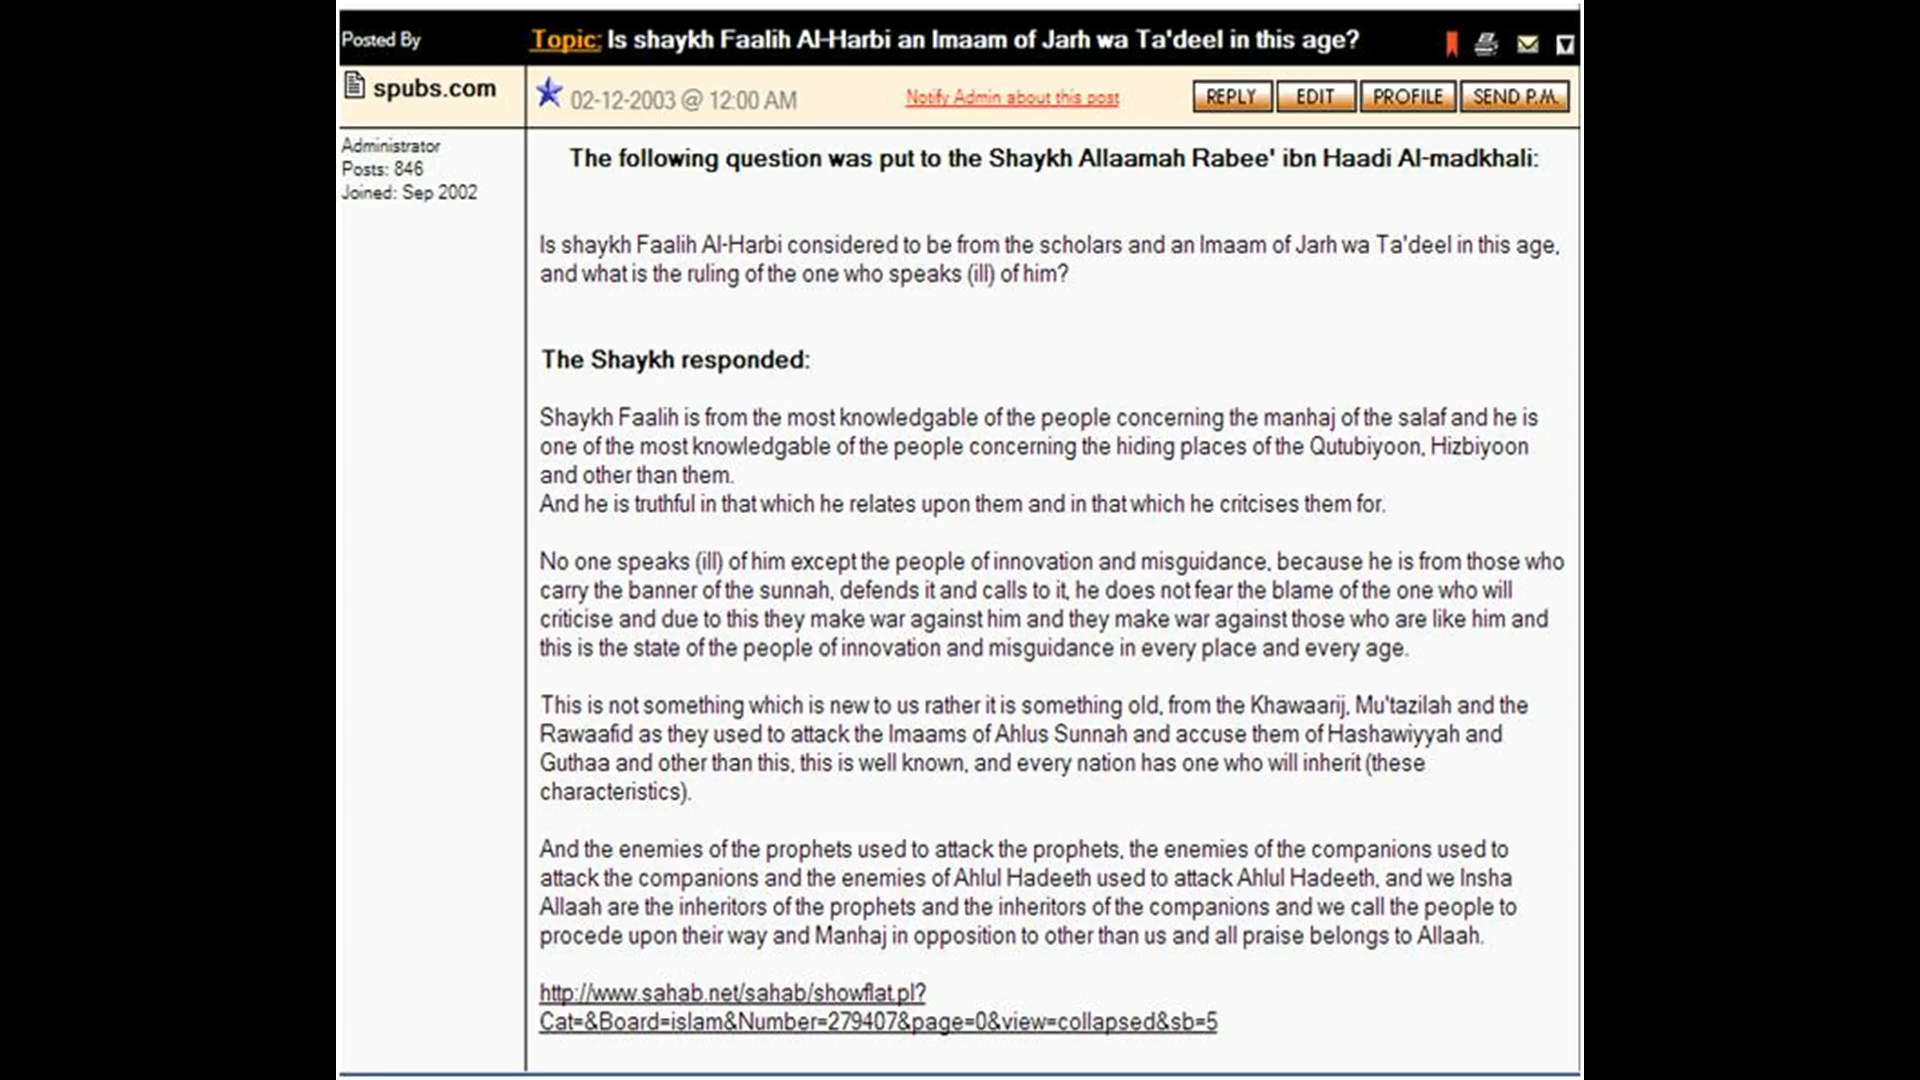 Posted By
Topic: Is shaykh Faalih Al-Harbi an Imaam of Jarh wa Ta'deel in this age?
spubs.com
02-12-2003 @ 12:00 AM
Notify Admin about this post
REPLY
EDIT
PROFILE
SEND P.M.
Administrator
Posts: 846
Joined: Sep 2002
The following question was put to the Shaykh Allaamah Rabee' ibn Haadi Al-madkhali:
Is shaykh Faalih Al-Harbi considered to be from the scholars and an Imaam of Jarh wa Ta'deel in this age,
and what is the ruling of the one who speaks (ill) of him?
The Shaykh responded:
Shaykh Faalih is from the most knowledgable of the people concerning the manhaj of the salaf and he is
one of the most knowledgable of the people concerning the hiding places of the Qutubiyoon, Hizbiyoon
and other than them.
And he is truthful in that which he relates upon them and in that which he critcises them for.
No one speaks (ill) of him except the people of innovation and misguidance, because he is from those who
carry the banner of the sunnah, defends it and calls to it, he does not fear the blame of the one who will
criticise and due to this they make war against him and they make war against those who are like him and
this is the state of the people of innovation and misguidance in every place and every age.
This is not something which is new to us rather it is something old, from the Khawaarij, Mu'tazilah and the
Rawaafid as they used to attack the Imaams of Ahlus Sunnah and accuse them of Hashawiyyah and
Guthaa and other than this, this is well known, and every nation has one who will inherit (these
characteristics).
And the enemies of the prophets used to attack the prophets, the enemies of the companions used to
attack the companions and the enemies of Ahlul Hadeeth used to attack Ahlul Hadeeth, and we Insha
Allaah are the inheritors of the prophets and the inheritors of the companions and we call the people to
procede upon their way and Manhaj in opposition to other than us and all praise belongs to Allaah.
http://www.sahab.net/sahab/showflat.pl?
Cat=&Board=islam&Number=279407&page=0&view=collapsed&sb=5